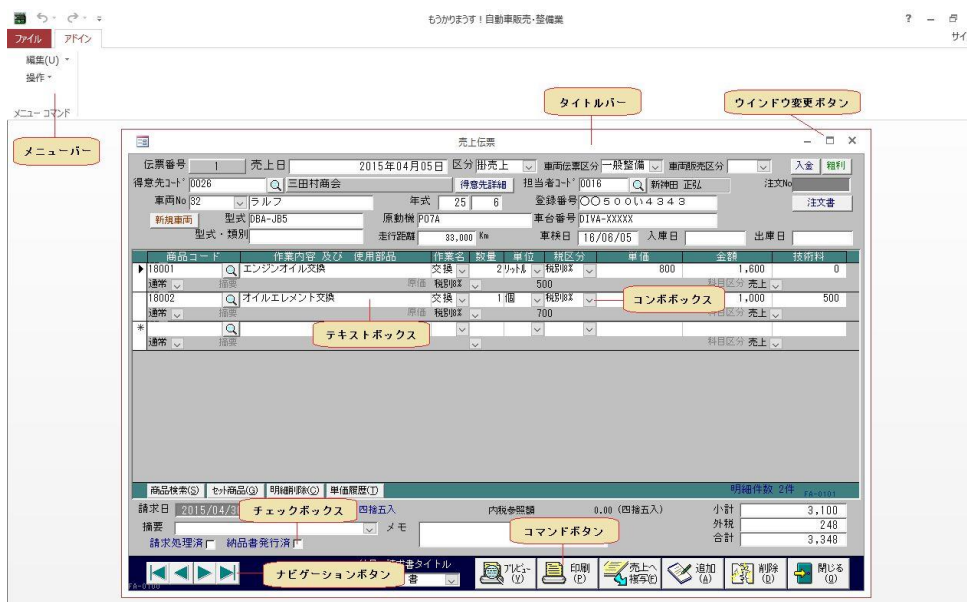 もうかりまうす！自動車販売・整備業
ファイル アドイン サイ
編集(U)
操作
メニュー コマンド
タイトルバー ウインドウ変更ボタン
メニューバー
売上伝票
伝票番号 1 売上日 2015年04月05日 区分 掛売上 車両伝票区分 一般整備 車両販売区分 入金 粗利
得意先コード 0026 三田村商会 得意先詳細 担当者コード 0016 新神田 正弘 注文No
車両No 32 ラルフ 年式 25 6 登録番号 〇〇５００い４３４３ 注文書
新規車両 型式 DBA-JB5 原動機 P07A 車台番号 DIVA-XXXXX
型式・類別 走行距離 33,000 Km 車検日 16/06/05 入庫日 出庫日
商品コード 作業内容 及び 使用部品 作業名 数量 単位 税区分 単価 金額 技術料
18001 エンジンオイル交換 交換 2 リットル 税別8% 800 1,600 0
通常 摘要 原価 税別8% 500 科目区分 売上
18002 オイルエレメント交換 交換 1 個 税別8% コンボボックス 1,000 500
通常 摘要 原価 税別8% 700 科目区分 売上
テキストボックス
通常 摘要 科目区分 売上
商品検索(S) セット商品(G) 明細削除(C) 単価履歴(T) 明細件数 2件 FA-0101
請求日 2015/04/30 四捨五入 内税参照額 0.00 (四捨五入) 小計 3,100
チェックボックス
摘要 メモ 外税 248
コマンドボタン
請求処理済 納品書発行済 合計 3,348
書タイトル
ナビゲーションボタン 書 プレビュー(V) 印刷(P) 売上へ複写(E) 追加(A) 削除(D) 閉じる(Q)
FA-0100